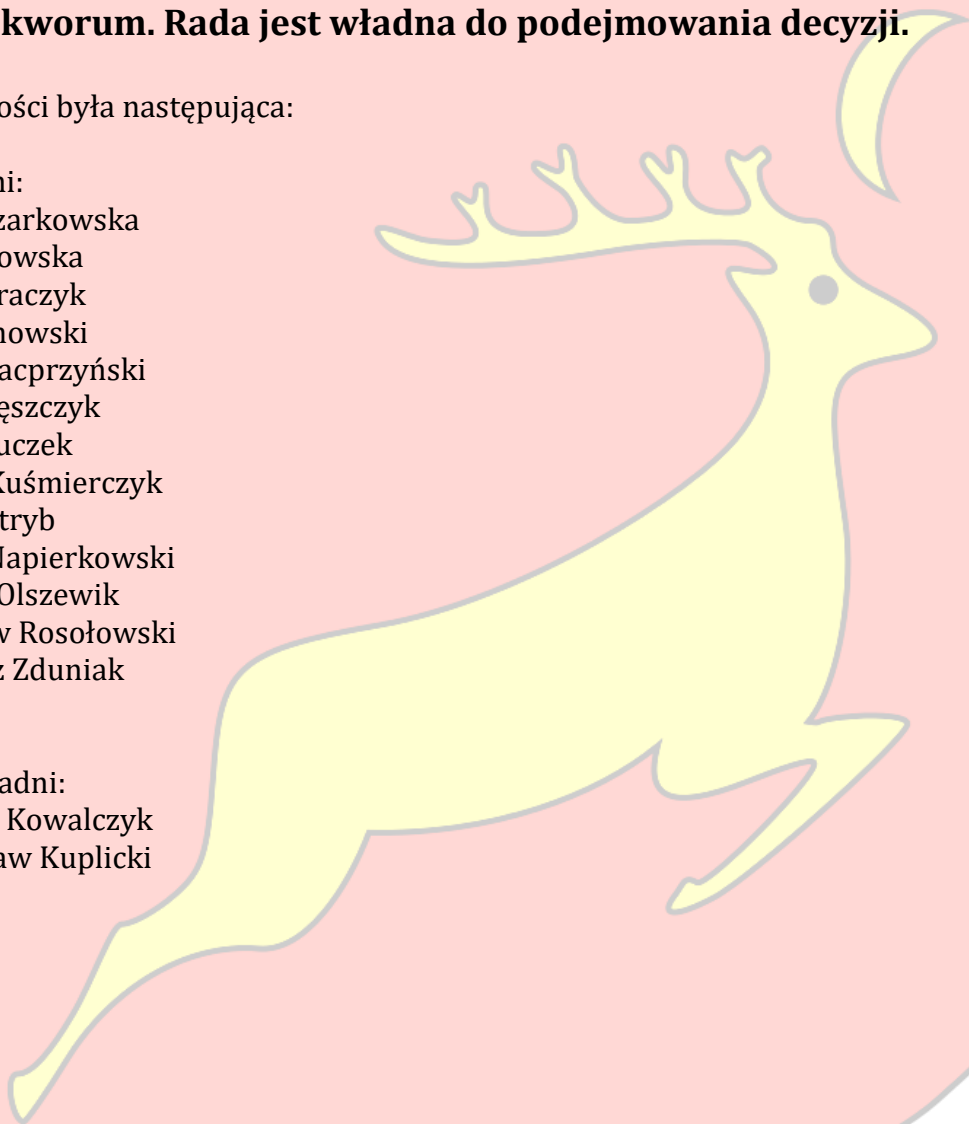 kworum. Rada jest władna do podejmowania decyzji.
ości była następująca:
ni:
zarkowska
owska
raczyk
nowski
acprzyński
ęszczyk
uczek
Kuśmierczyk
tryb
Napierkowski
Olszewik
w Rosołowski
z Zduniak
adni:
Kowalczyk
aw Kuplicki